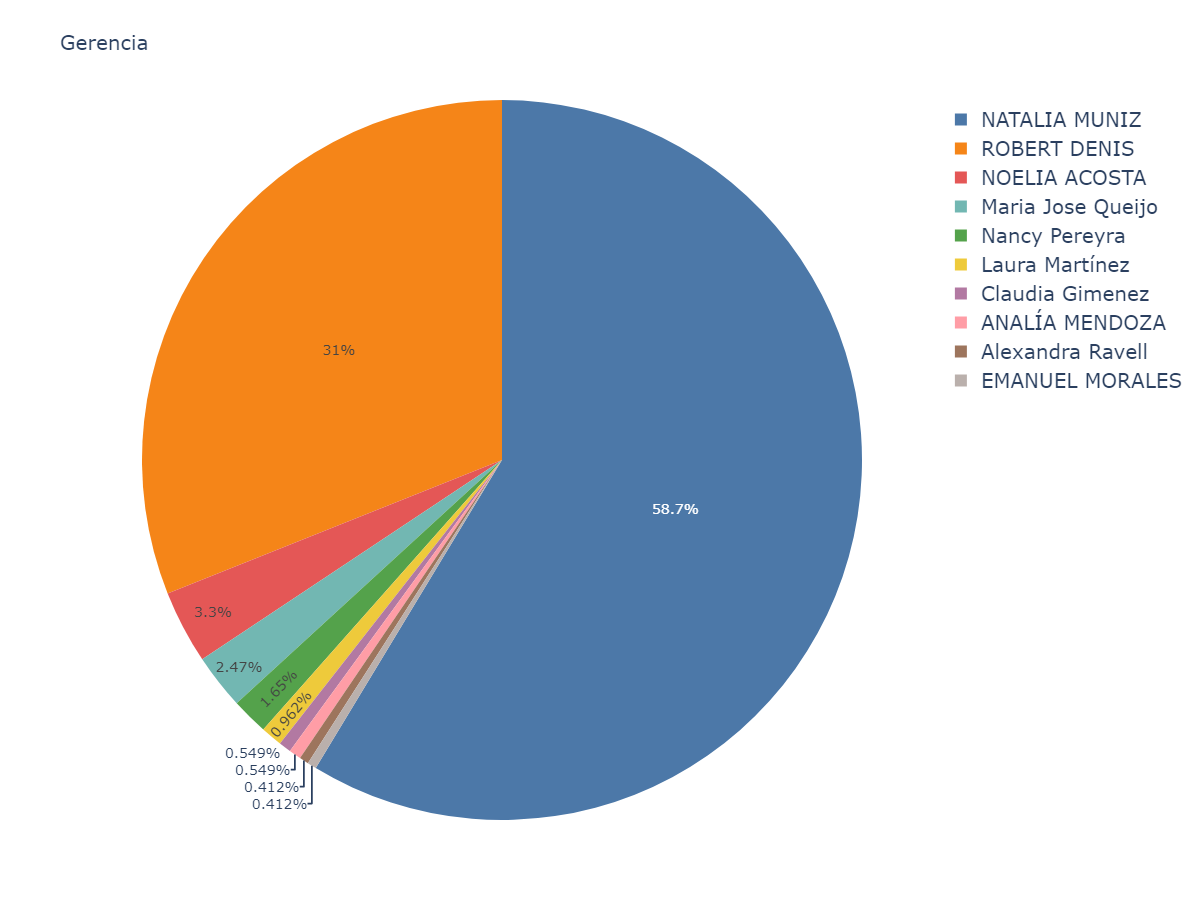 Gerencia
NATALIA MUNIZ
ROBERT DENIS
NOELIA ACOSTA
Maria Jose Queijo
Nancy Pereyra
Laura Martínez
Claudia Gimenez
ANALÍA MENDOZA
Alexandra Ravell
EMANUEL MORALES
31%
58.7%
3.3%
2.47%
1.65%
0.962%
0.549%
0.549%
0.412%
0.412%